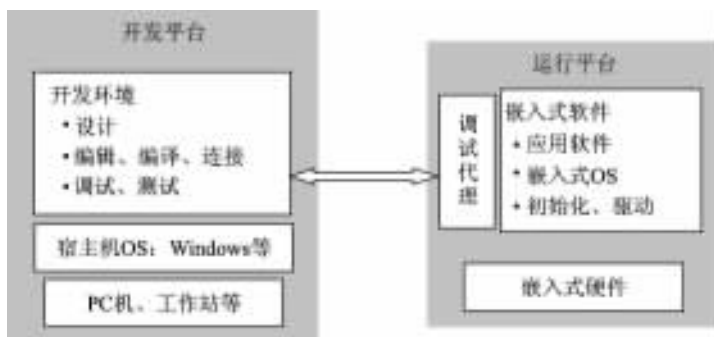 开发平台
开发环境
•设计
•编辑、编译、连接
•调试、测试
宿主机OS：Windows等
PC机、工作站等
运行平台
调试代理
嵌入式软件
•应用软件
•嵌入式OS
•初始化、驱动
嵌入式硬件